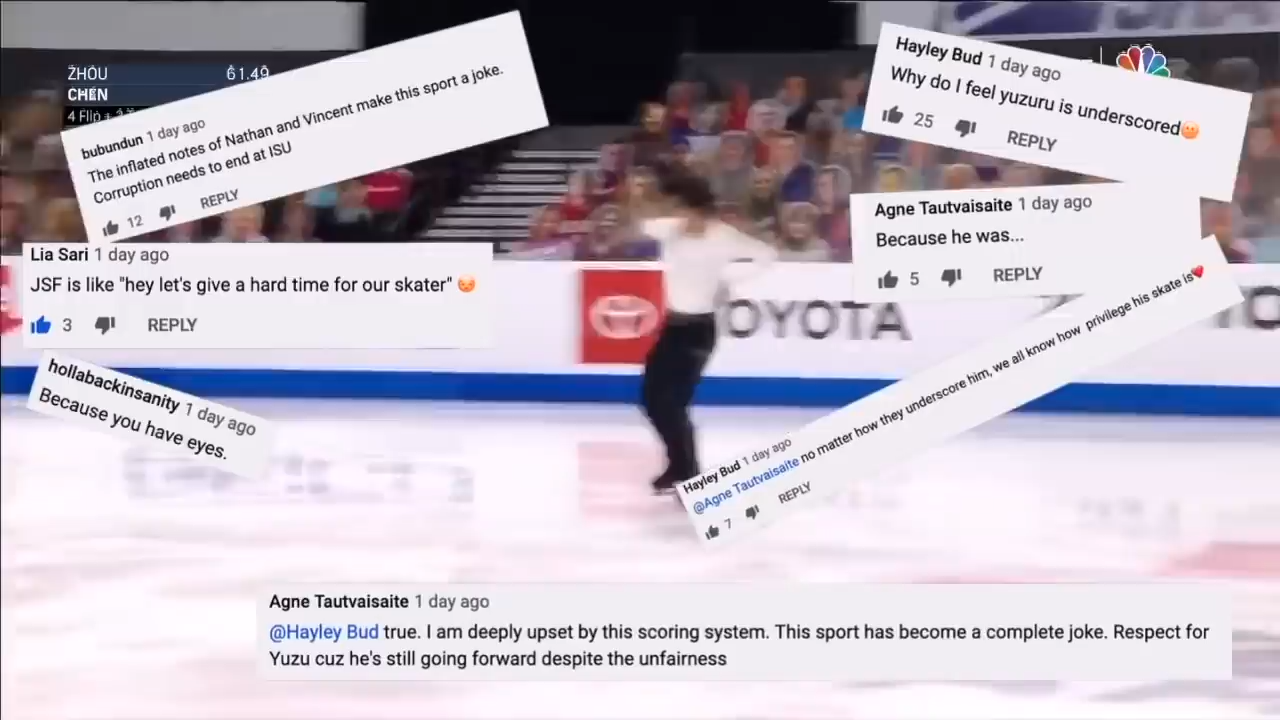 ZHOU 61.49
CHEN
4 Flip +
bubundun 1 day ago
The inflated notes of Nathan and Vincent make this sport a joke.
Corruption needs to end at ISU
12 REPLY
Lia Sari 1 day ago
JSF is like "hey let's give a hard time for our skater" 😡
3 REPLY
hollabackinsanity 1 day ago
Because you have eyes.
Hayley Bud 1 day ago
Why do I feel yuzuru is underscored😕
25 REPLY
Agne Tautvaisaite 1 day ago
Because he was...
5 REPLY
TOYOTA
Hayley Bud 1 day ago
@Agne Tautvaisaite no matter how they underscore him, we all know how privilege his skate is❤️
7 REPLY
Agne Tautvaisaite 1 day ago
@Hayley Bud true. I am deeply upset by this scoring system. This sport has become a complete joke. Respect for
Yuzu cuz he's still going forward despite the unfairness